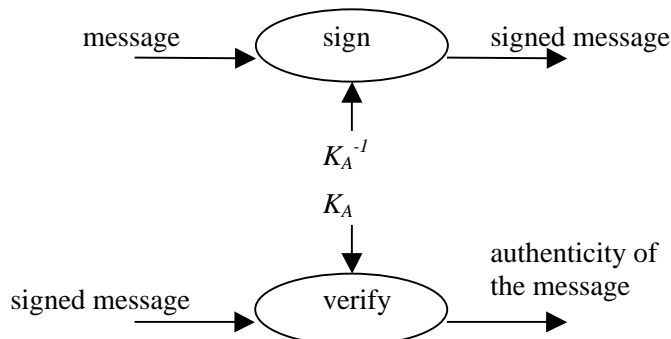 message
sign
signed message
K_A^{-1}
K_A
authenticity of
the message
signed message
verify